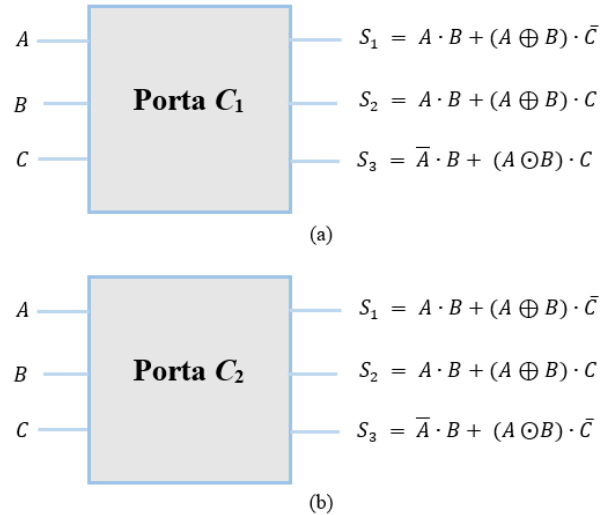 A
S₁ = A · B + (A ⊕ B) · C̄
B
Porta C₁
S₂ = A · B + (A ⊕ B) · C
C
S₃ = A̅ · B + (A ⊙ B) · C
(a)
A
S₁ = A · B + (A ⊕ B) · C̄
B
Porta C₂
S₂ = A · B + (A ⊕ B) · C
C
S₃ = A̅ · B + (A ⊙ B) · C̄
(b)